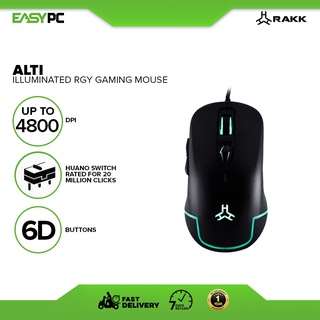 EASYPC
RAKK
ALTI
ILLUMINATED RGY GAMING MOUSE
UP TO
4800
DPI
HUANO SWITCH
RATED FOR 20
MILLION CLICKS
6D
BUTTONS
FAST
DELIVERY
1